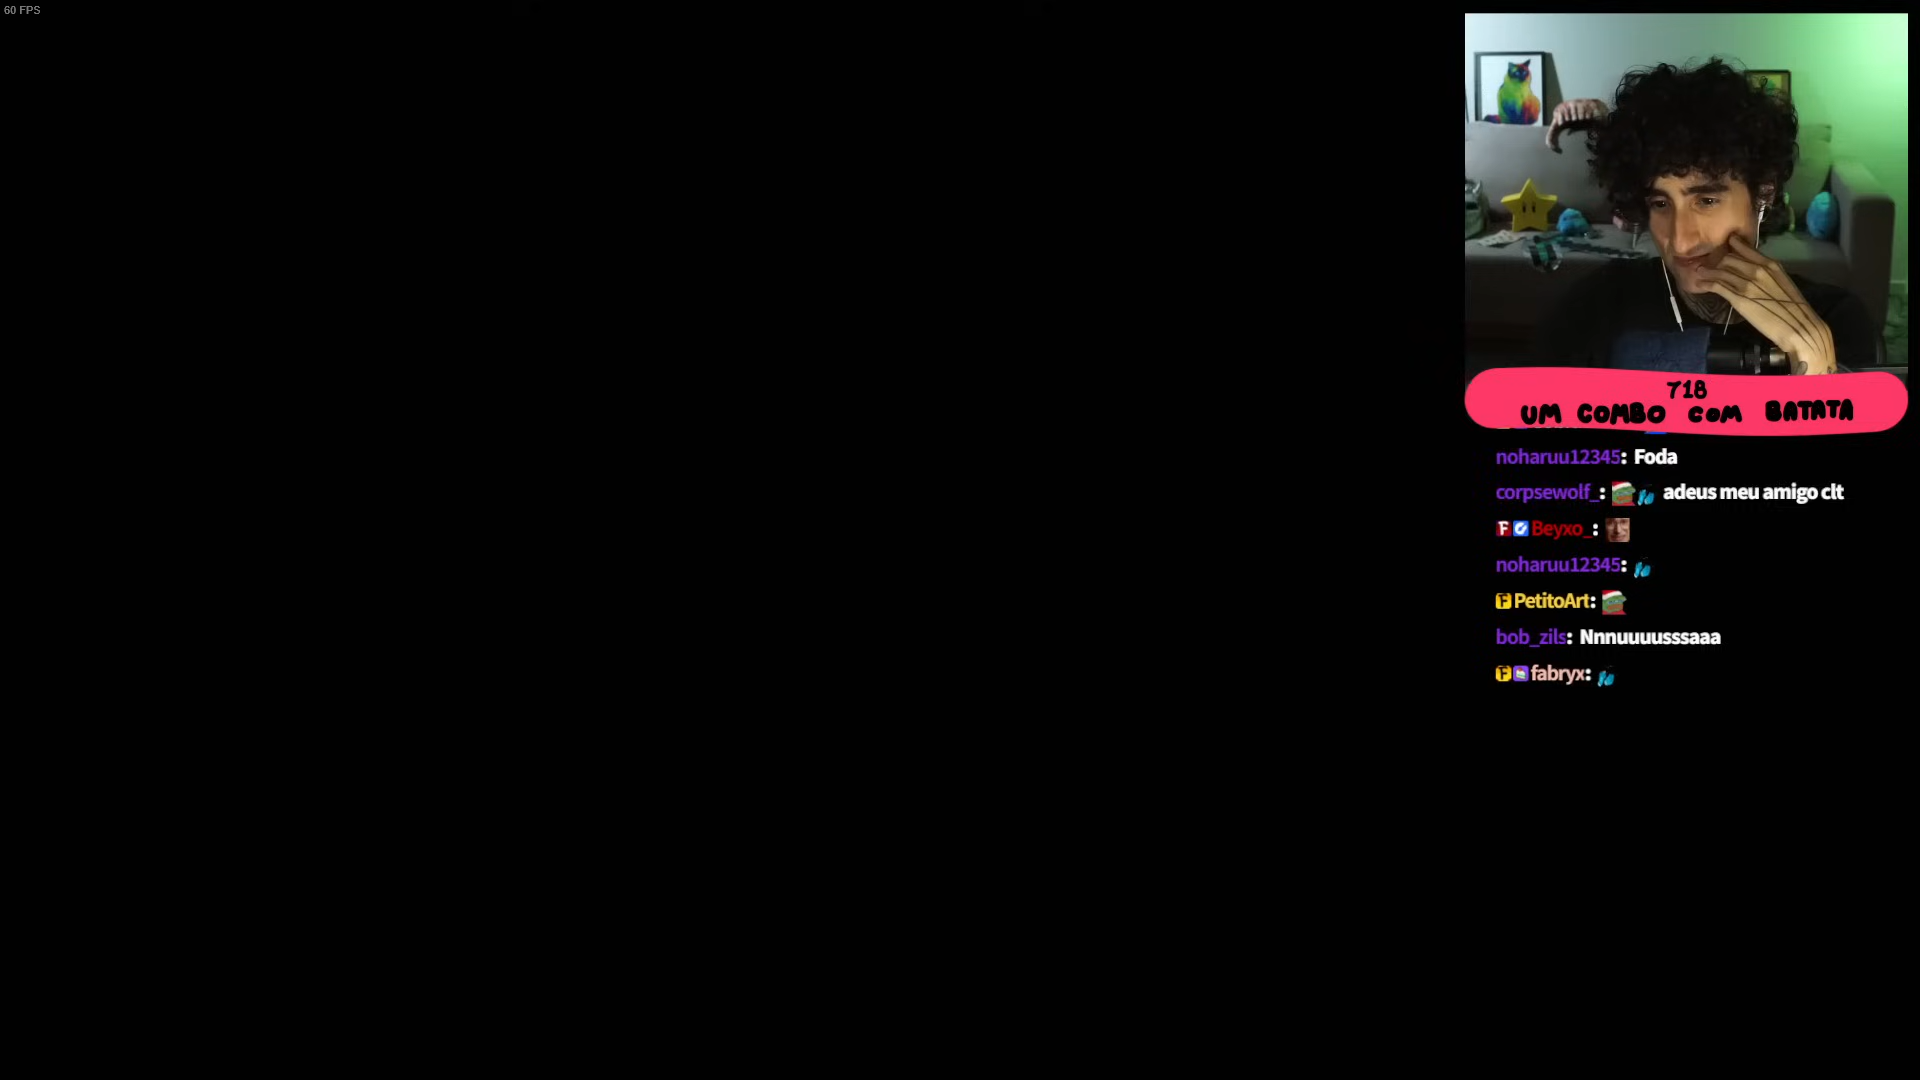 60 FPS
718
UM COMBO COM BATATA
noharuu12345: Foda
corpsewolf_: adeus meu amigo clt
Beyxo_:
noharuu12345:
PetitoArt:
bob_zils: Nnnuuuusssaaa
fabryx: